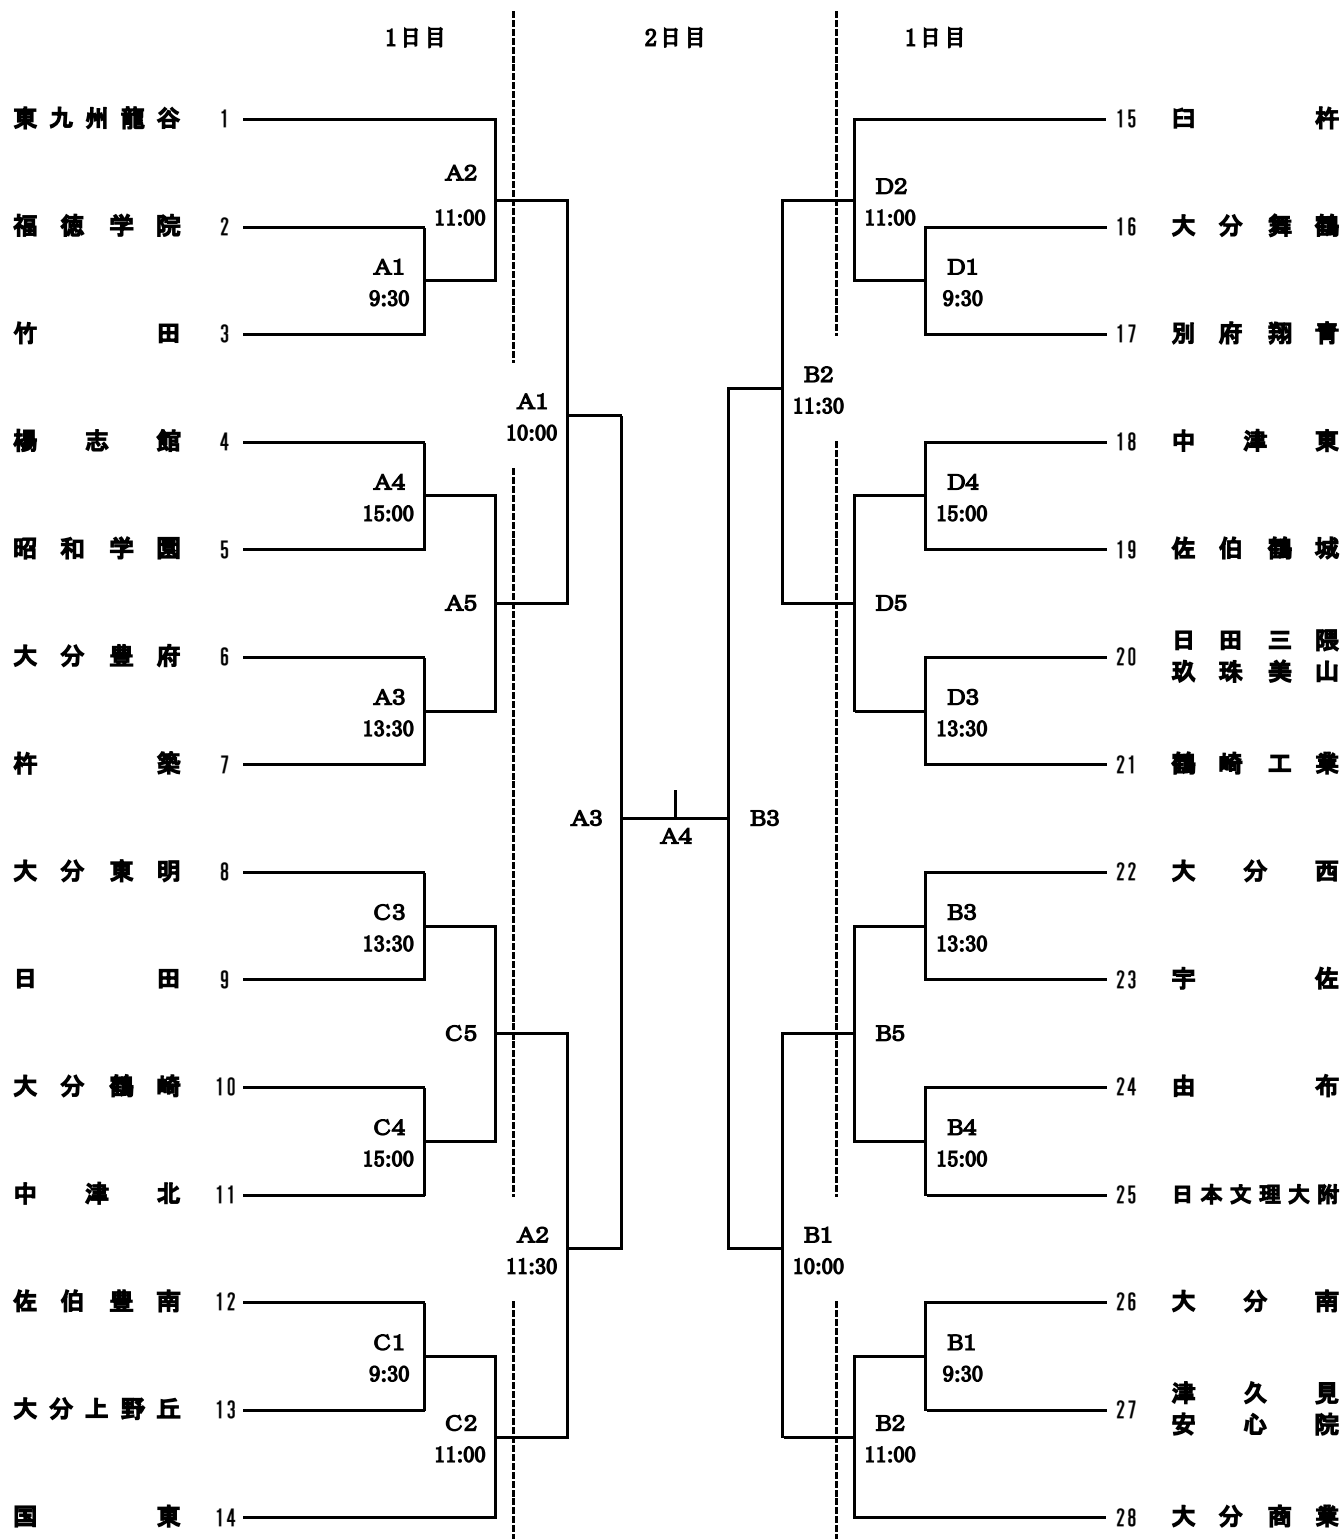 1日目 2日目 1日目
東九州龍谷 1
A2
11:00
福徳学院 2
A1
9:30
竹田 3
A1
10:00
楊志館 4
A4
15:00
昭和学園 5
A5
大分豊府 6
A3
13:30
杵築 7
A3
大分東明 8
C3
13:30
日田 9
C5
大分鶴崎 10
C4
15:00
中津北 11
A2
11:30
佐伯豊南 12
C1
9:30
大分上野丘 13
C2
11:00
国東 14
A4
15 臼杵
D2
11:00
16 大分舞鶴
D1
9:30
17 別府翔青
B2
11:30
18 中津東
D4
15:00
19 佐伯鶴城
D5
20 日田三隈
玖珠美山
D3
13:30
21 鶴崎工業
B3
22 大分西
B3
13:30
23 宇佐
B5
24 由布
B4
15:00
25 日本文理大附
B1
10:00
26 大分南
B1
9:30
27 津久見
安心院
B2
11:00
28 大分商業